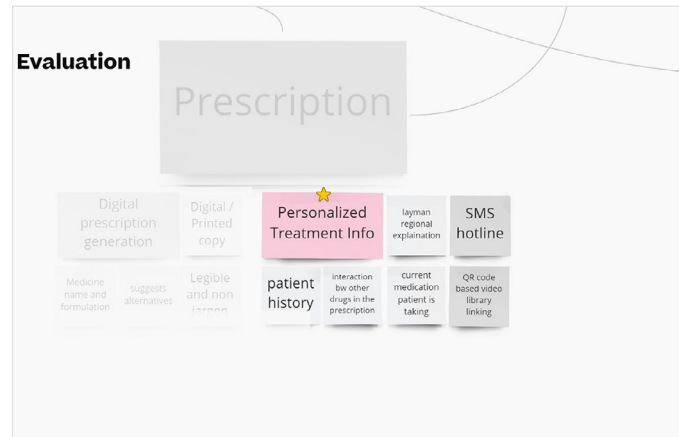 Evaluation
Prescription
Digital
prescription
generation
Digital /
Printed
copy
Personalized
Treatment Info
layman
regional
explaination
SMS
hotline
Medicine
name and
formulation
suggests
alternatives
Legible
and non
jargon
patient
history
interaction
bw other
drugs in the
prescription
current
medication
patient is
taking
QR code
based video
library
linking